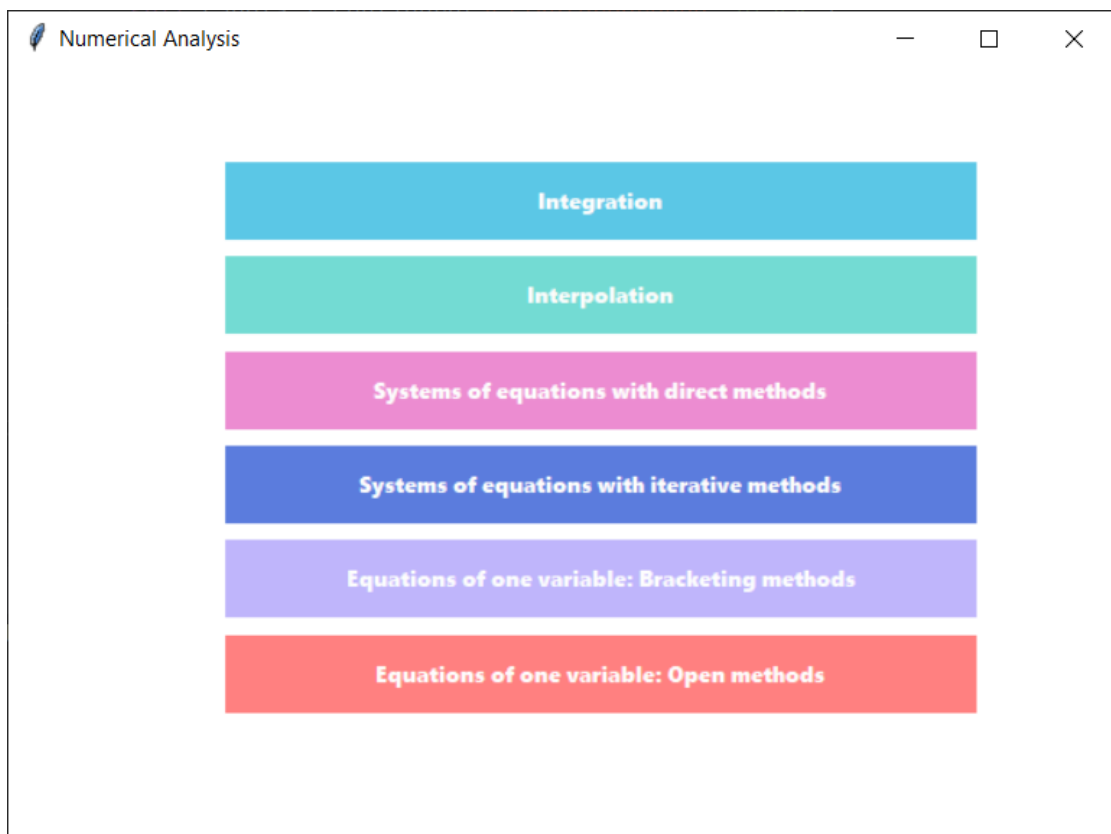 Numerical Analysis
Integration
Interpolation
Systems of equations with direct methods
Systems of equations with iterative methods
Equations of one variable: Bracketing methods
Equations of one variable: Open methods